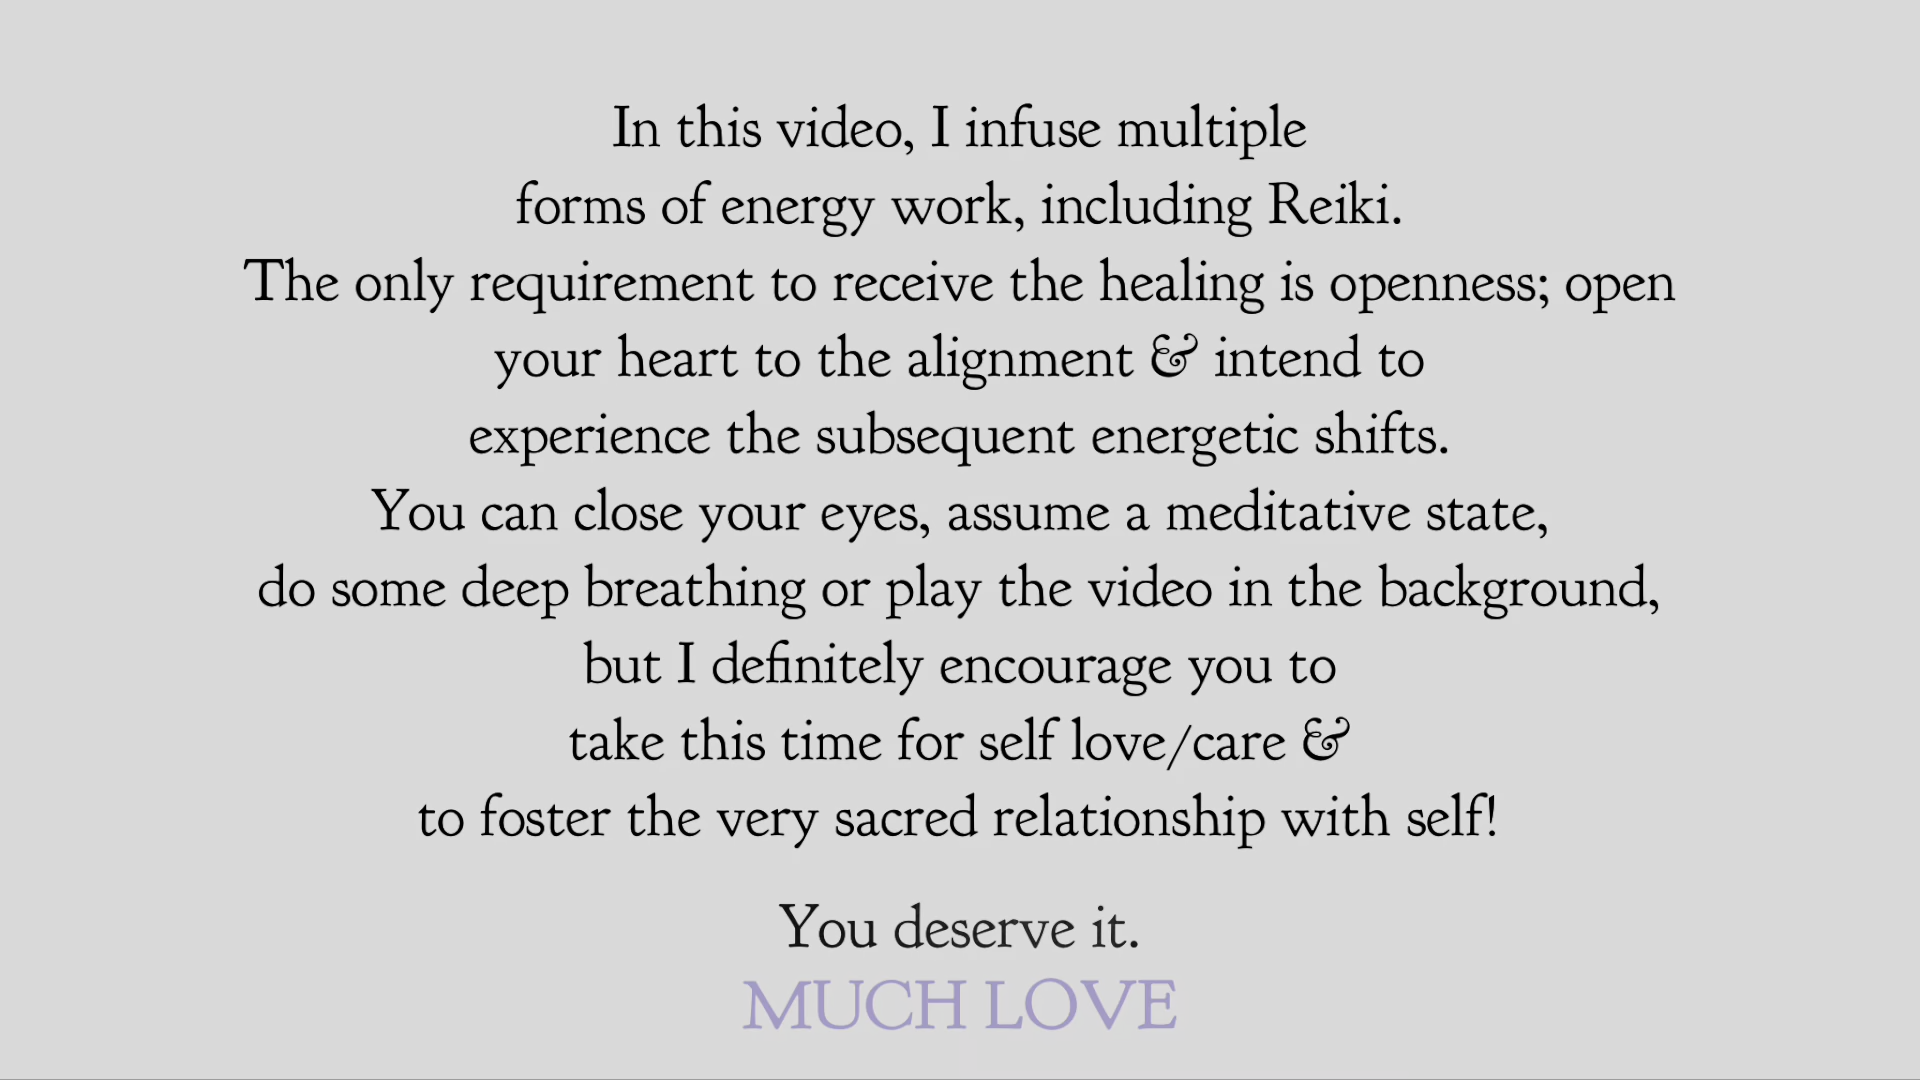 In this video, I infuse multiple
forms of energy work, including Reiki.
The only requirement to receive the healing is openness; open
your heart to the alignment & intend to
experience the subsequent energetic shifts.
You can close your eyes, assume a meditative state,
do some deep breathing or play the video in the background,
but I definitely encourage you to
take this time for self love/care &
to foster the very sacred relationship with self!
You deserve it.
MUCH LOVE